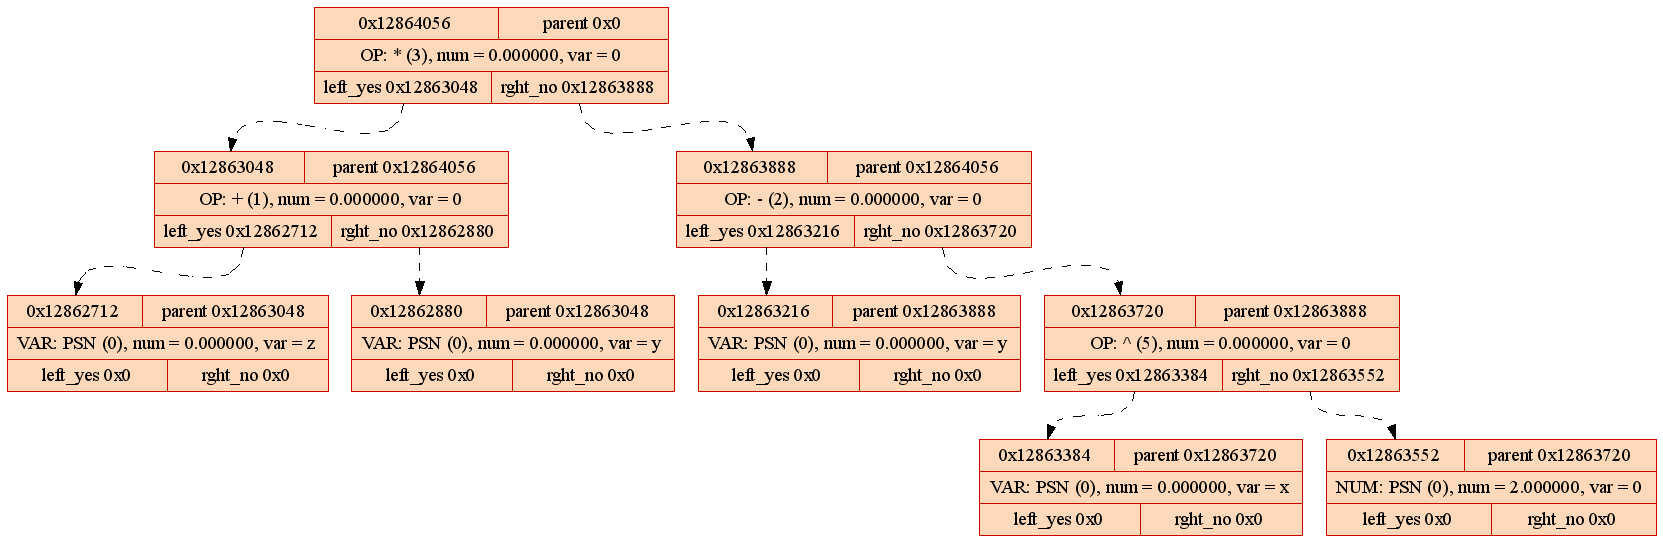 0x12864056 parent 0x0
OP: * (3), num = 0.000000, var = 0
left_yes 0x12863048 rght_no 0x12863888
0x12863048 parent 0x12864056
OP: + (1), num = 0.000000, var = 0
left_yes 0x12862712 rght_no 0x12862880
0x12863888 parent 0x12864056
OP: - (2), num = 0.000000, var = 0
left_yes 0x12863216 rght_no 0x12863720
0x12862712 parent 0x12863048
VAR: PSN (0), num = 0.000000, var = z
left_yes 0x0 rght_no 0x0
0x12862880 parent 0x12863048
VAR: PSN (0), num = 0.000000, var = y
left_yes 0x0 rght_no 0x0
0x12863216 parent 0x12863888
VAR: PSN (0), num = 0.000000, var = y
left_yes 0x0 rght_no 0x0
0x12863720 parent 0x12863888
OP: ^ (5), num = 0.000000, var = 0
left_yes 0x12863384 rght_no 0x12863552
0x12863384 parent 0x12863720
VAR: PSN (0), num = 0.000000, var = x
left_yes 0x0 rght_no 0x0
0x12863552 parent 0x12863720
NUM: PSN (0), num = 2.000000, var = 0
left_yes 0x0 rght_no 0x0